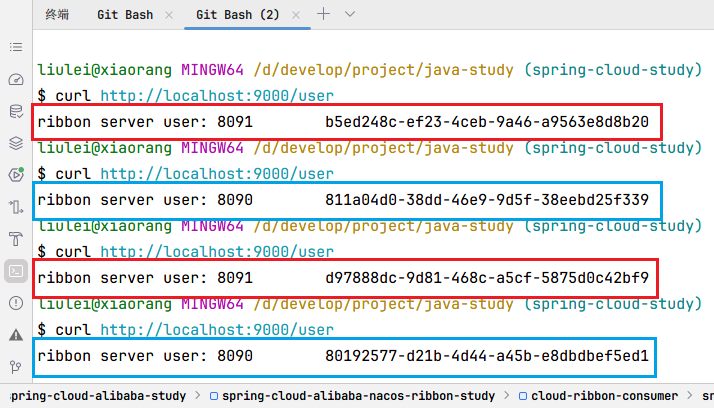 终端 Git Bash Git Bash (2)
liulei@xiaorang MINGW64 /d/develop/project/java-study (spring-cloud-study)
$ curl http://localhost:9000/user
ribbon server user: 8091 b5ed248c-ef23-4ceb-9a46-a9563e8d8b20
liulei@xiaorang MINGW64 /d/develop/project/java-study (spring-cloud-study)
$ curl http://localhost:9000/user
ribbon server user: 8090 811a04d0-38dd-46e9-9d5f-38eebd25f339
liulei@xiaorang MINGW64 /d/develop/project/java-study (spring-cloud-study)
$ curl http://localhost:9000/user
ribbon server user: 8091 d97888dc-9d81-468c-a5cf-5875d0c42bf9
liulei@xiaorang MINGW64 /d/develop/project/java-study (spring-cloud-study)
$ curl http://localhost:9000/user
ribbon server user: 8090 80192577-d21b-4d44-a45b-e8dbdbef5ed1
spring-cloud-alibaba-study > spring-cloud-alibaba-nacos-ribbon-study > cloud-ribbon-consumer >